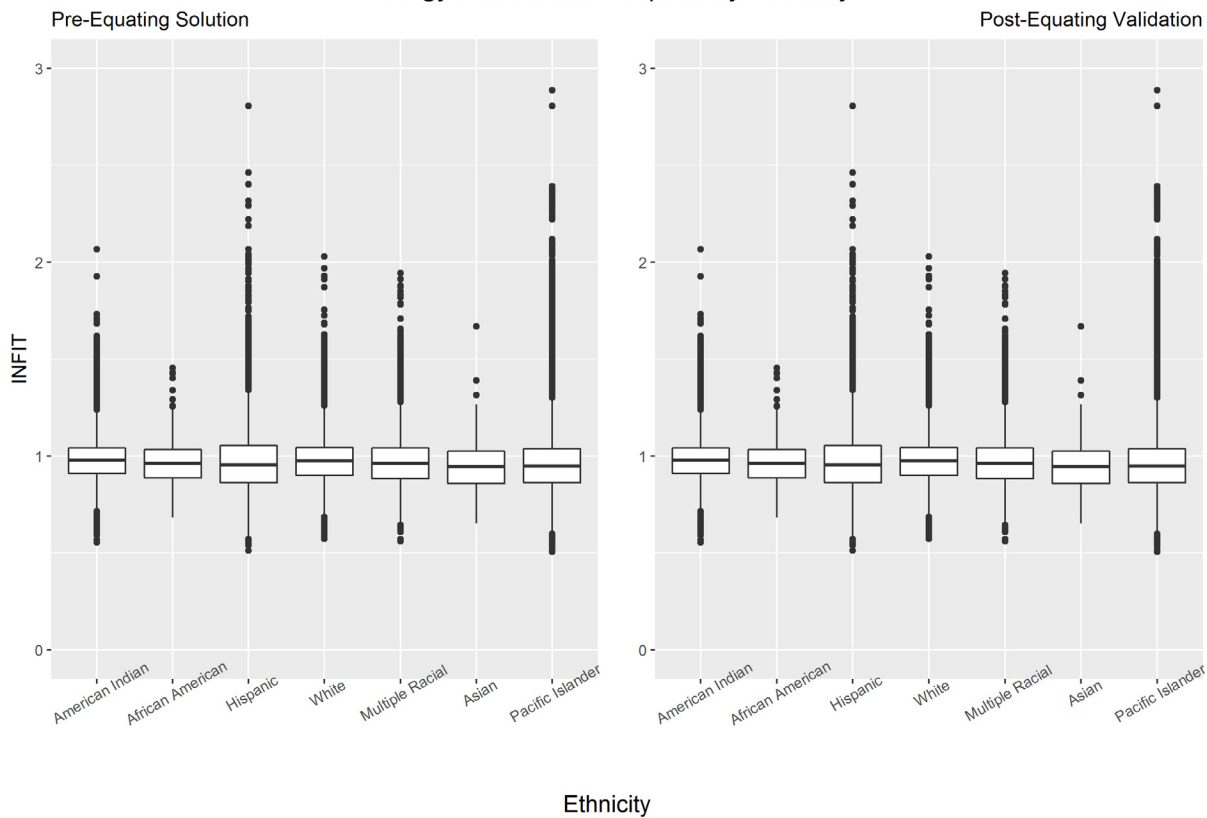 Pre-Equating Solution
Post-Equating Validation
INFIT
3
2
1
0
American Indian
African American
Hispanic
White
Multiple Racial
Asian
Pacific Islander
3
2
1
0
American Indian
African American
Hispanic
White
Multiple Racial
Asian
Pacific Islander
Ethnicity